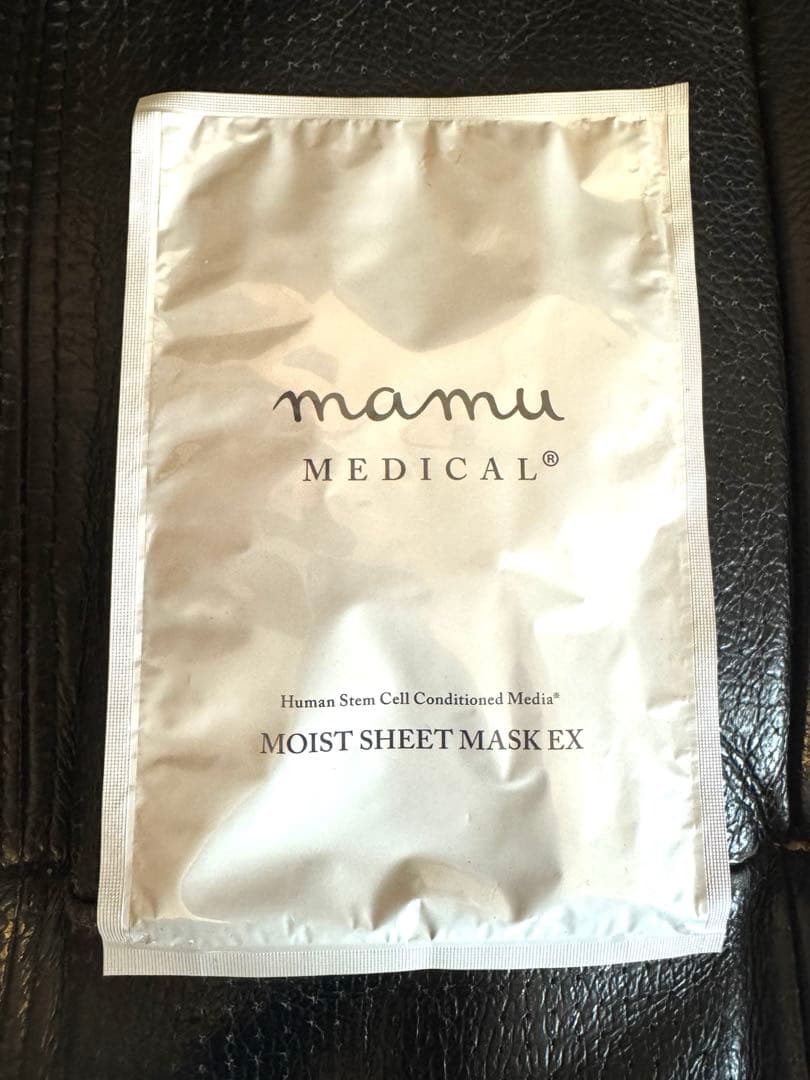 mamu
MEDICAL®
Human Stem Cell Conditioned Media※
MOIST SHEET MASK EX